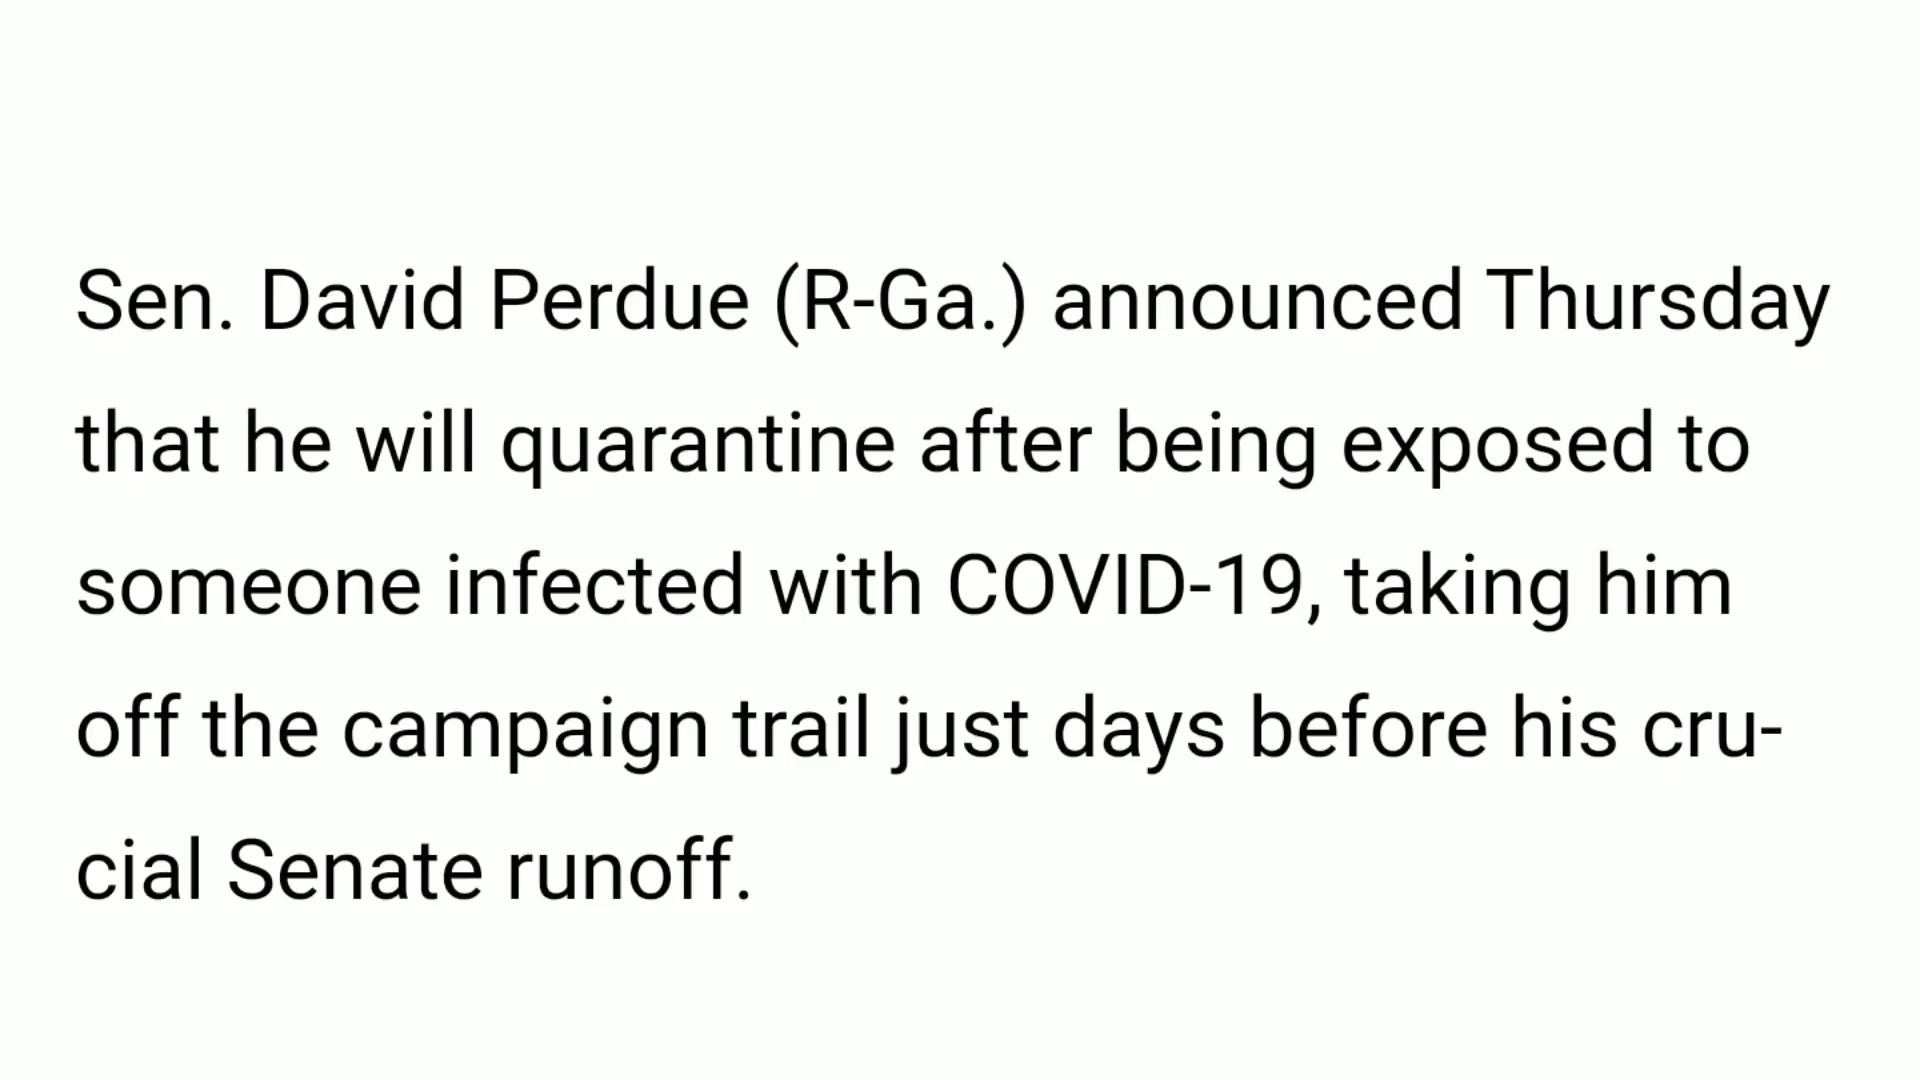 Sen. David Perdue (R-Ga.) announced Thursday
that he will quarantine after being exposed to
someone infected with COVID-19, taking him
off the campaign trail just days before his cru-
cial Senate runoff.